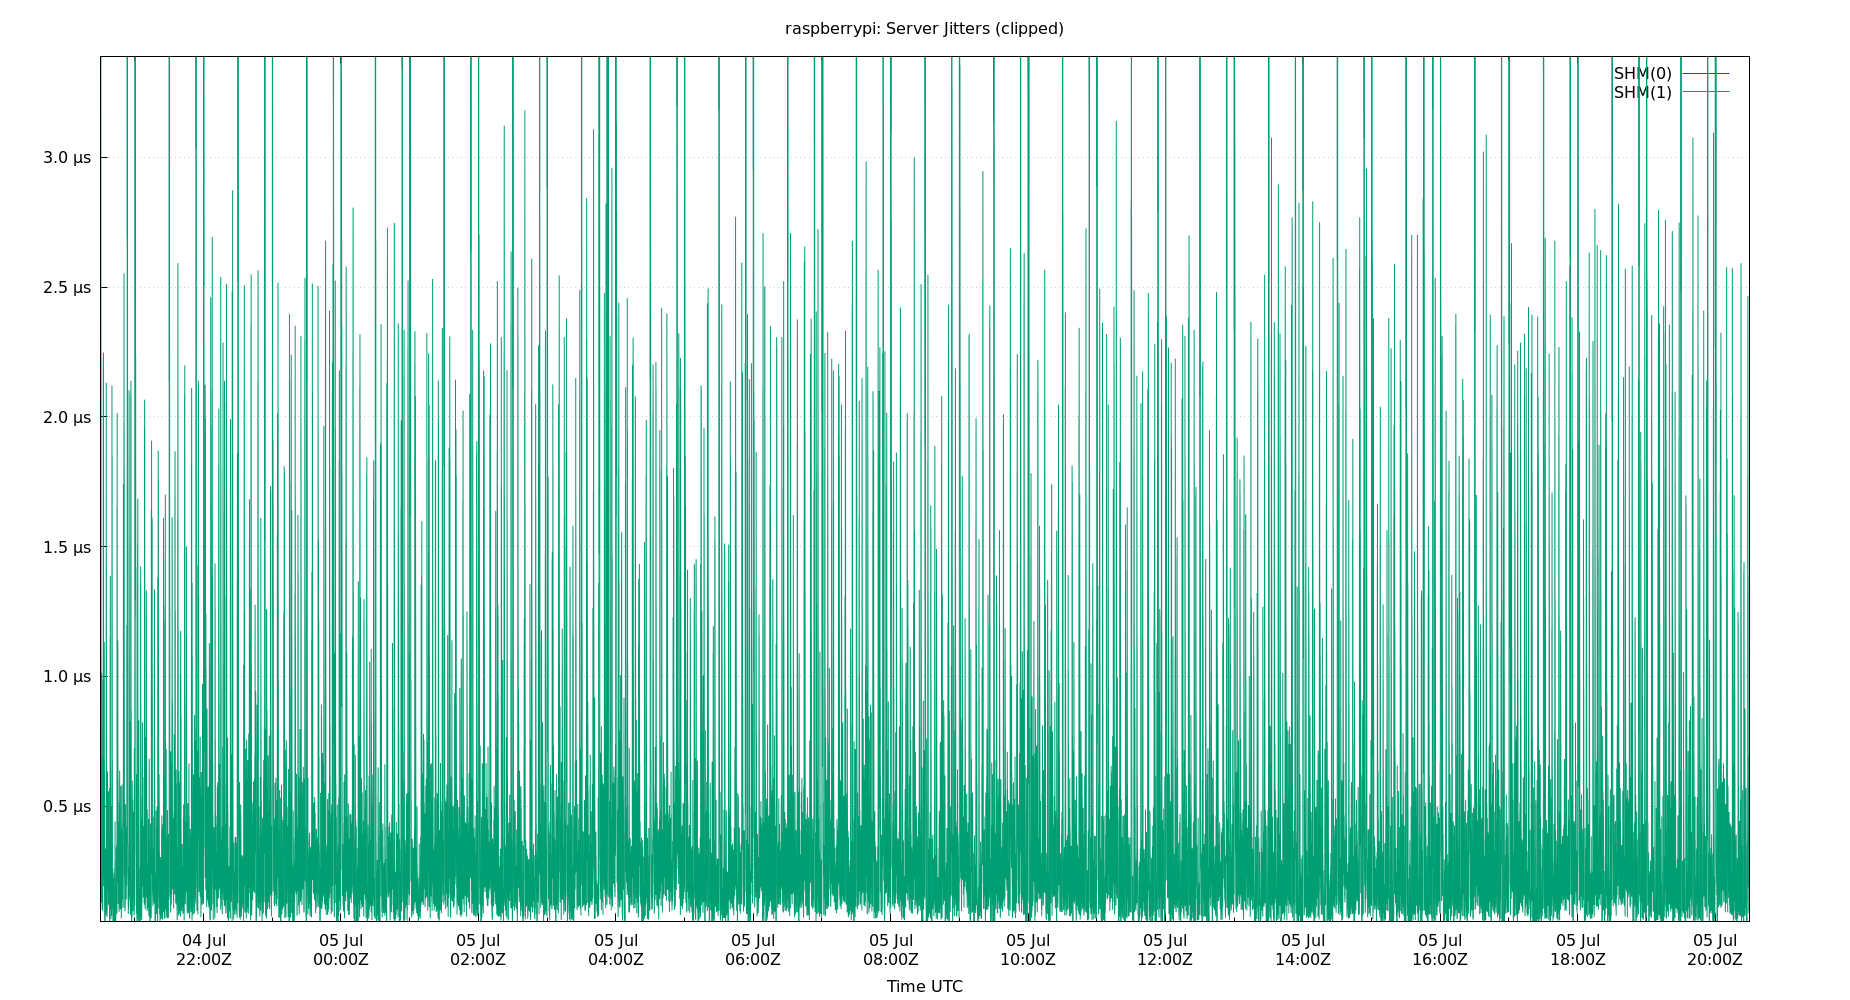 raspberrypi: Server Jitters (clipped)
SHM(0)
SHM(1)
3.0 µs
2.5 µs
2.0 µs
1.5 µs
1.0 µs
0.5 µs
04 Jul 05 Jul 05 Jul 05 Jul 05 Jul 05 Jul 05 Jul 05 Jul 05 Jul 05 Jul 05 Jul 05 Jul
22:00Z 00:00Z 02:00Z 04:00Z 06:00Z 08:00Z 10:00Z 12:00Z 14:00Z 16:00Z 18:00Z 20:00Z
Time UTC